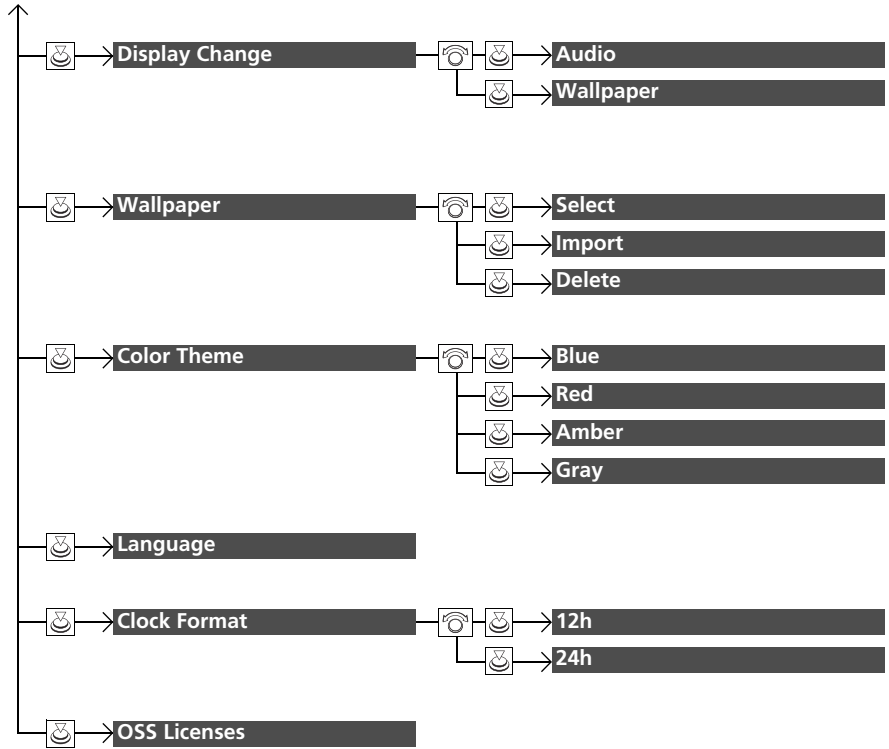 Display Change
Audio
Wallpaper
Wallpaper
Select
Import
Delete
Color Theme
Blue
Red
Amber
Gray
Language
Clock Format
12h
24h
OSS Licenses